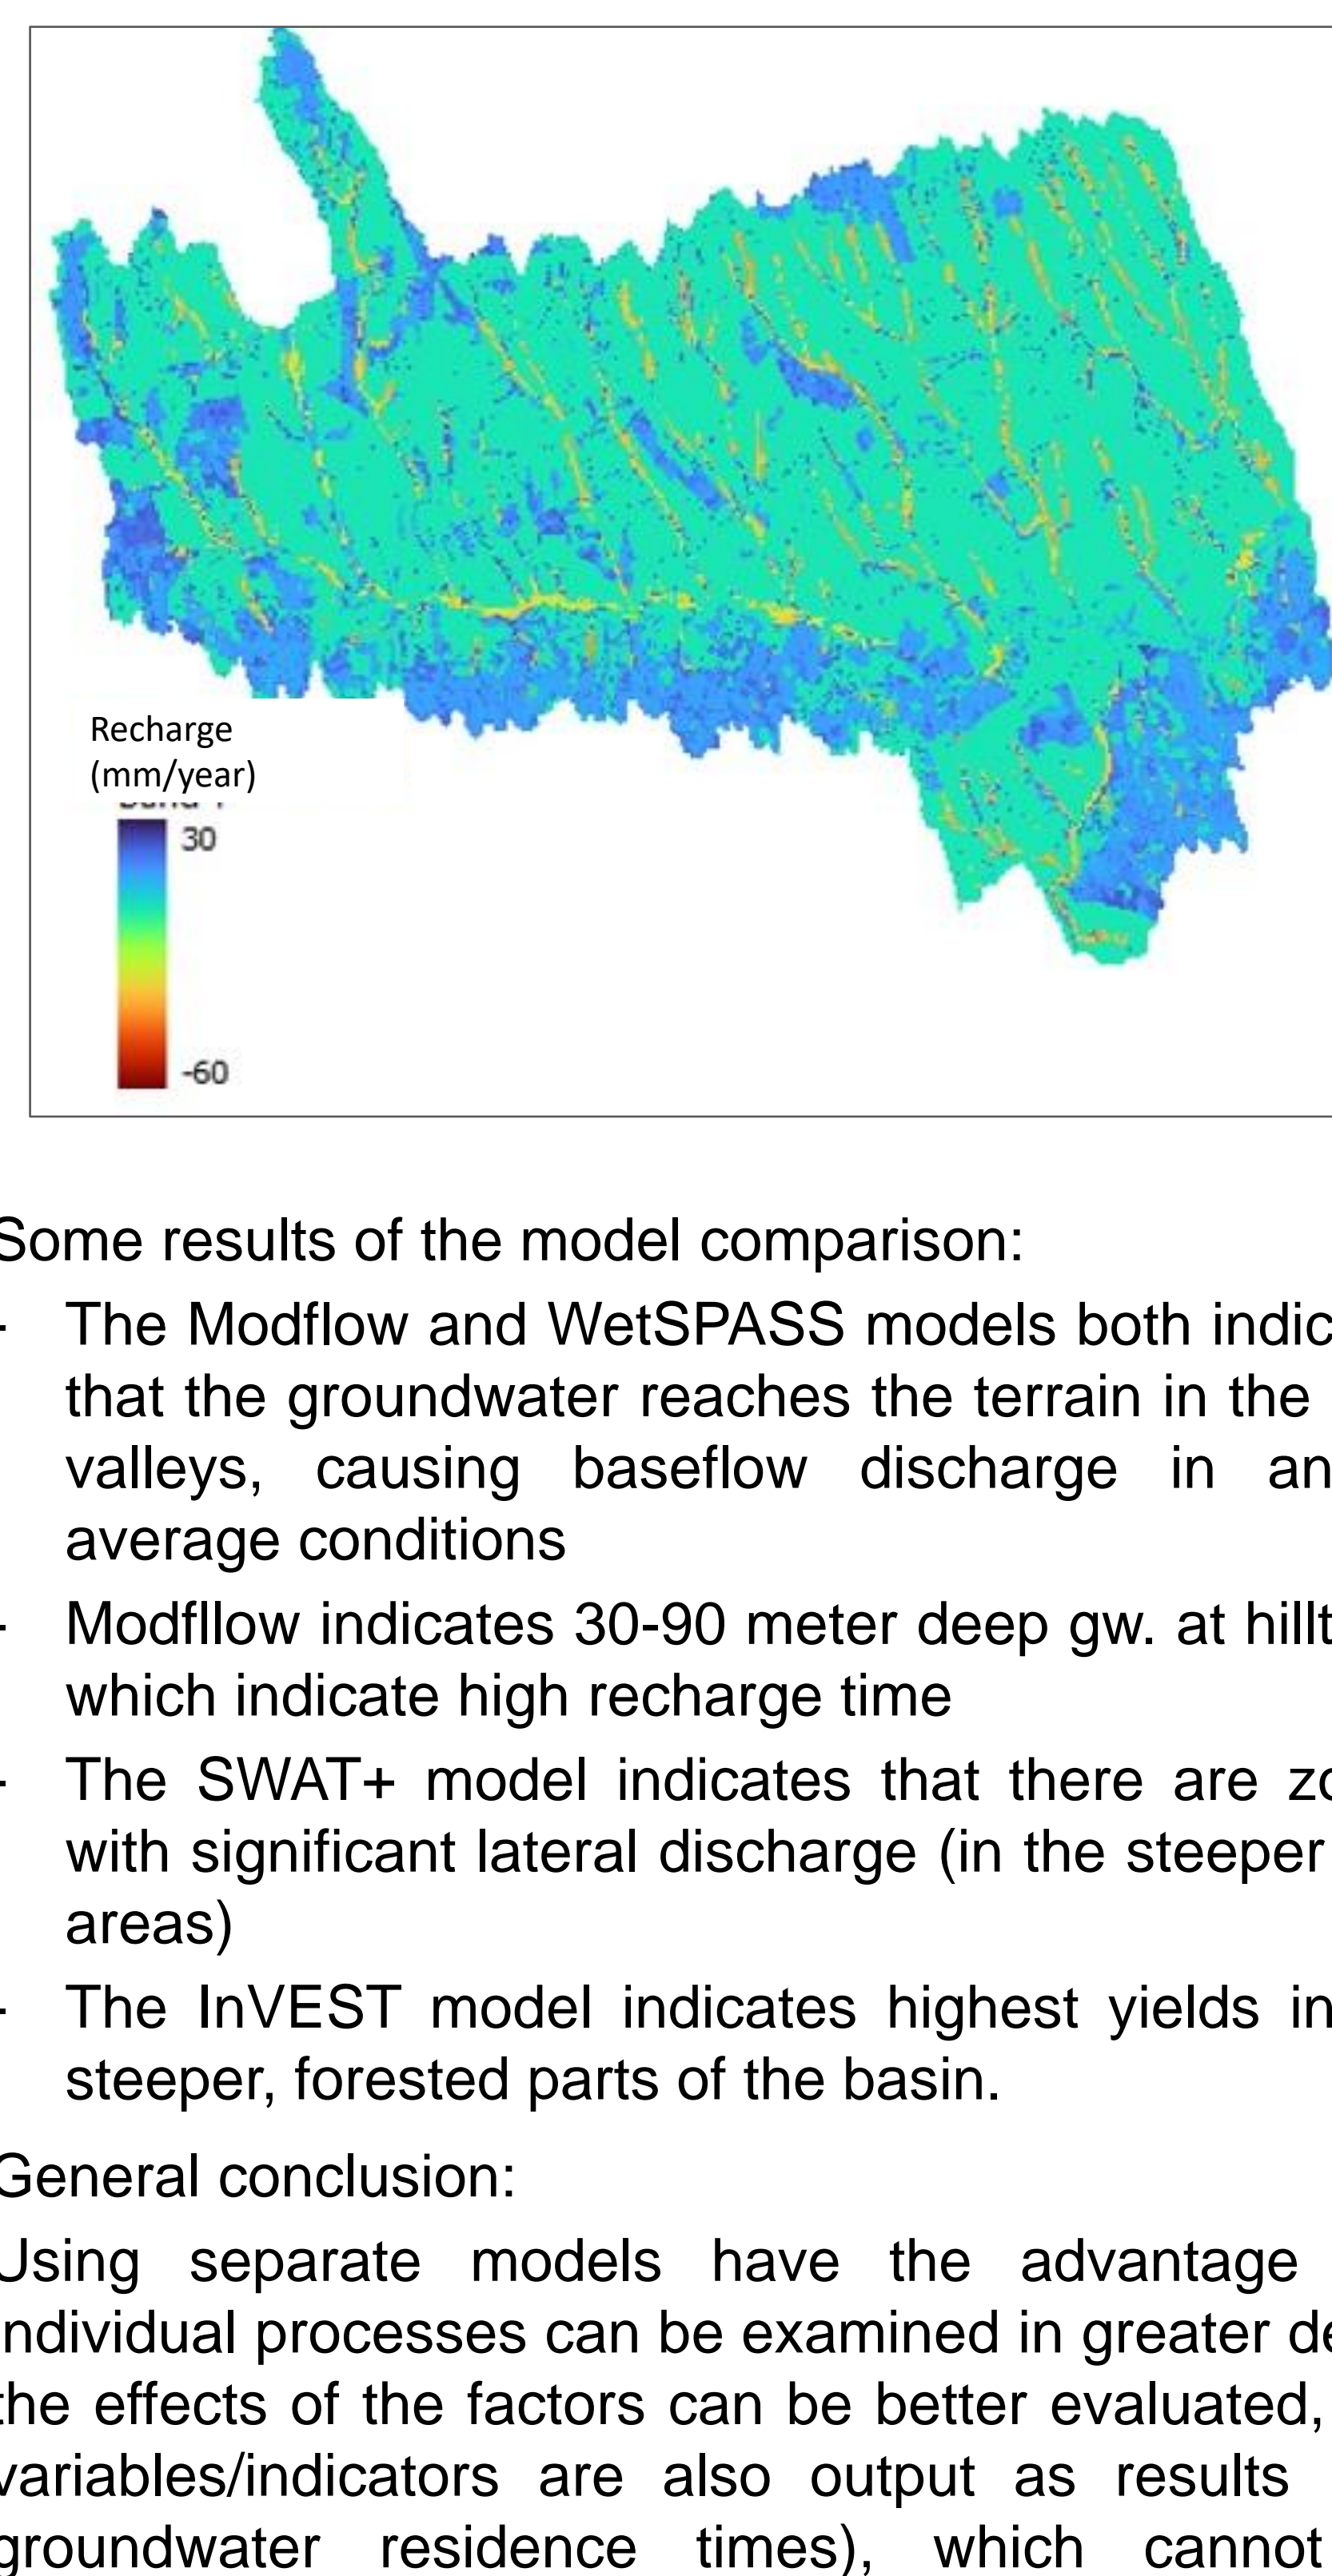 Recharge
(mm/year)
30
-60
Some results of the model comparison:
- The Modflow and WetSPASS models both indic
that the groundwater reaches the terrain in the
valleys, causing baseflow discharge in an
average conditions
- Modfllow indicates 30-90 meter deep gw. at hillt
which indicate high recharge time
- The SWAT+ model indicates that there are zo
with significant lateral discharge (in the steeper
areas)
- The InVEST model indicates highest yields in
steeper, forested parts of the basin.
General conclusion:
Using separate models have the advantage
individual processes can be examined in greater de
the effects of the factors can be better evaluated,
variables/indicators are also output as results
groundwater residence times), which cannot